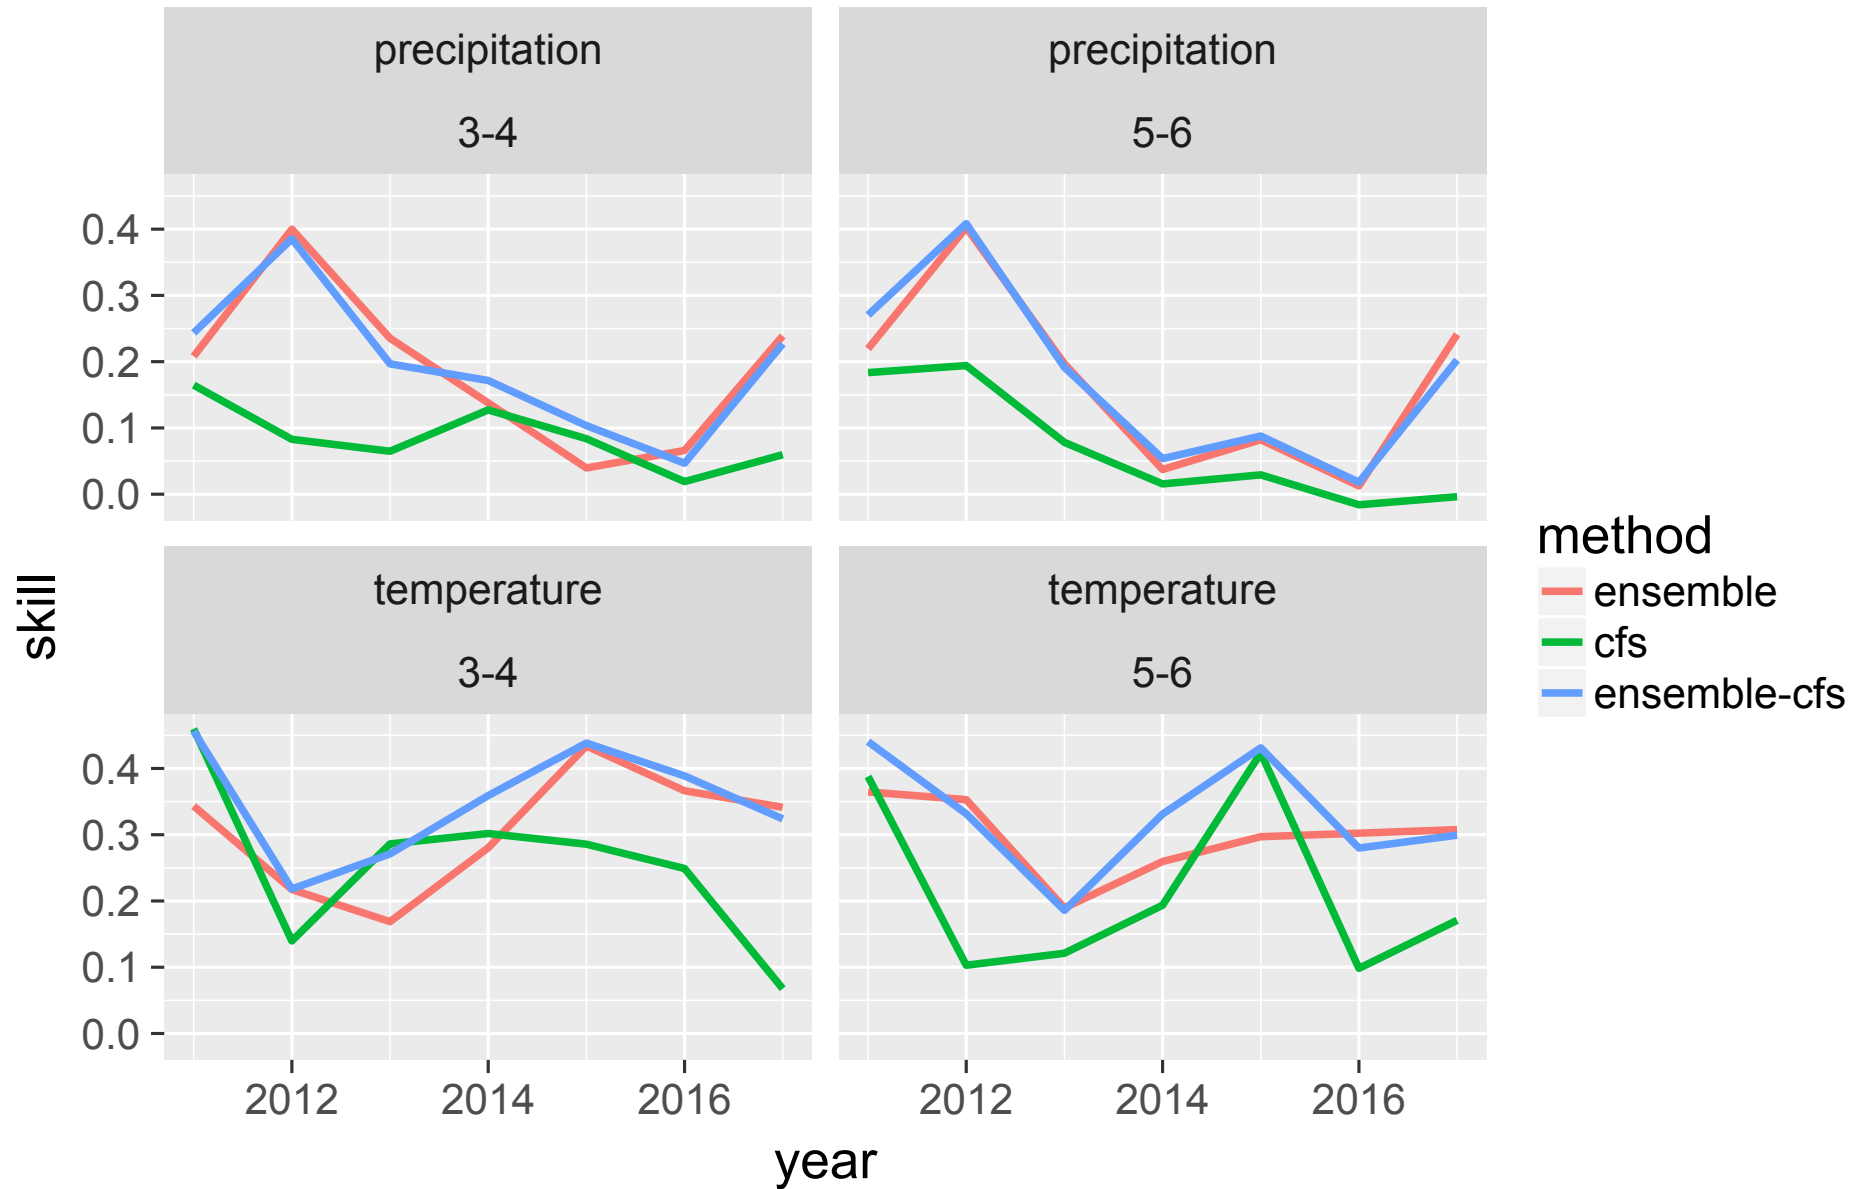 precipitation
3-4
precipitation
5-6
0.4
0.3
0.2
0.1
0.0
temperature
3-4
temperature
5-6
0.4
0.3
0.2
0.1
0.0
2012 2014 2016
2012 2014 2016
year
skill
method
ensemble
cfs
ensemble-cfs